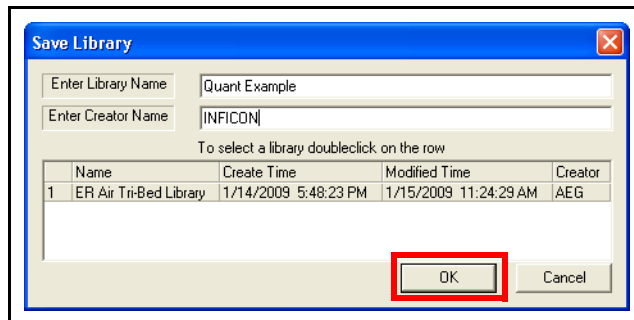 Save Library
Enter Library Name Quant Example
Enter Creator Name INFICON
To select a library doubleclick on the row
Name Create Time Modified Time Creator
1 ER Air Tri-Bed Library 1/14/2009 5:48:23 PM 1/15/2009 11:24:29 AM AEG
OK Cancel